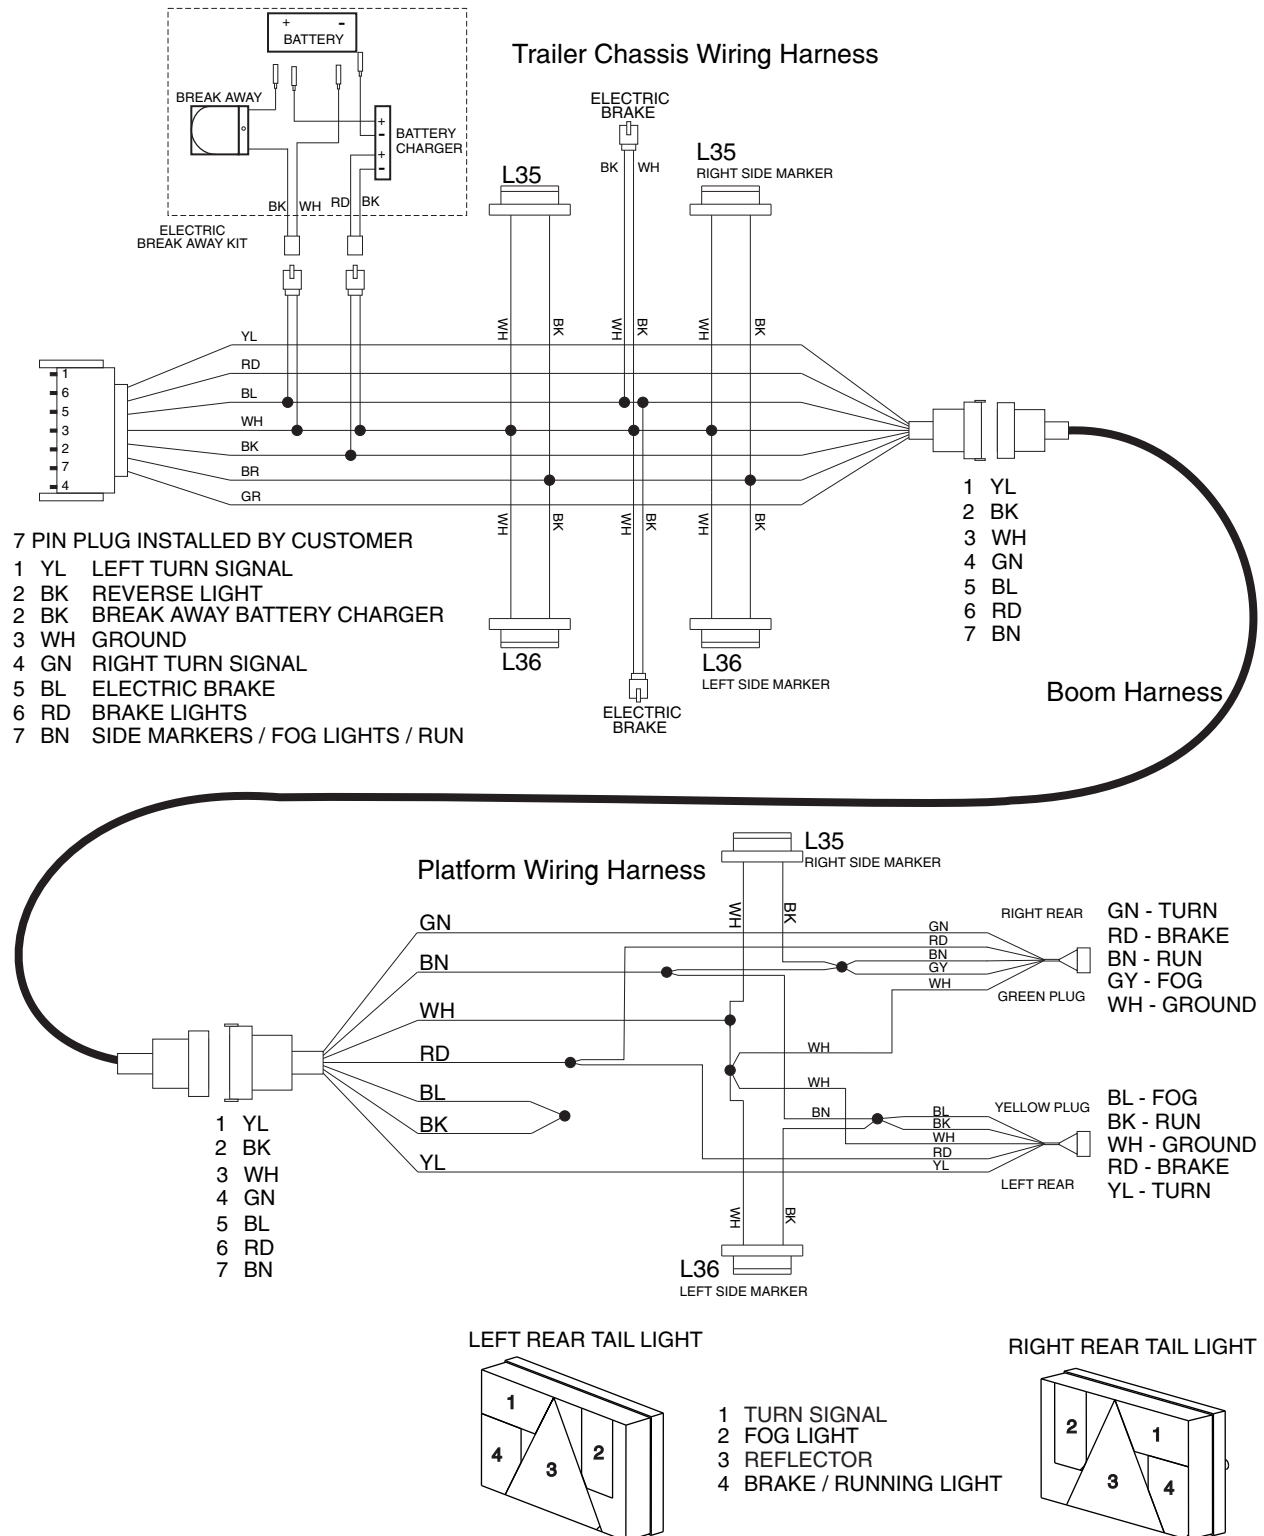 + -
BATTERY
Trailer Chassis Wiring Harness
BREAK AWAY
+
-
+
-
BATTERY
CHARGER
BK WH RD BK
ELECTRIC
BREAK AWAY KIT
L35
ELECTRIC
BRAKE
BK WH
L35
RIGHT SIDE MARKER
WH BK WH BK WH BK
YL
RD
BL
WH
BK
BR
GR
1
6
5
3
2
7
4
WH BK WH BK WH BK
L36
ELECTRIC
BRAKE
L36
LEFT SIDE MARKER
1 YL
2 BK
3 WH
4 GN
5 BL
6 RD
7 BN
7 PIN PLUG INSTALLED BY CUSTOMER
1 YL LEFT TURN SIGNAL
2 BK REVERSE LIGHT
2 BK BREAK AWAY BATTERY CHARGER
3 WH GROUND
4 GN RIGHT TURN SIGNAL
5 BL ELECTRIC BRAKE
6 RD BRAKE LIGHTS
7 BN SIDE MARKERS / FOG LIGHTS / RUN
Boom Harness
Platform Wiring Harness
L35
RIGHT SIDE MARKER
WH BK
GN
BN
WH
RD
BL
BK
YL
GN
RD
BN
GY
WH
RIGHT REAR
GREEN PLUG
GN - TURN
RD - BRAKE
BN - RUN
GY - FOG
WH - GROUND
WH
WH
BN
BL
BK
WH
RD
YL
YELLOW PLUG
LEFT REAR
BL - FOG
BK - RUN
WH - GROUND
RD - BRAKE
YL - TURN
WH BK
L36
LEFT SIDE MARKER
1 YL
2 BK
3 WH
4 GN
5 BL
6 RD
7 BN
LEFT REAR TAIL LIGHT
1
4
3
2
1 TURN SIGNAL
2 FOG LIGHT
3 REFLECTOR
4 BRAKE / RUNNING LIGHT
RIGHT REAR TAIL LIGHT
2
1
3
4